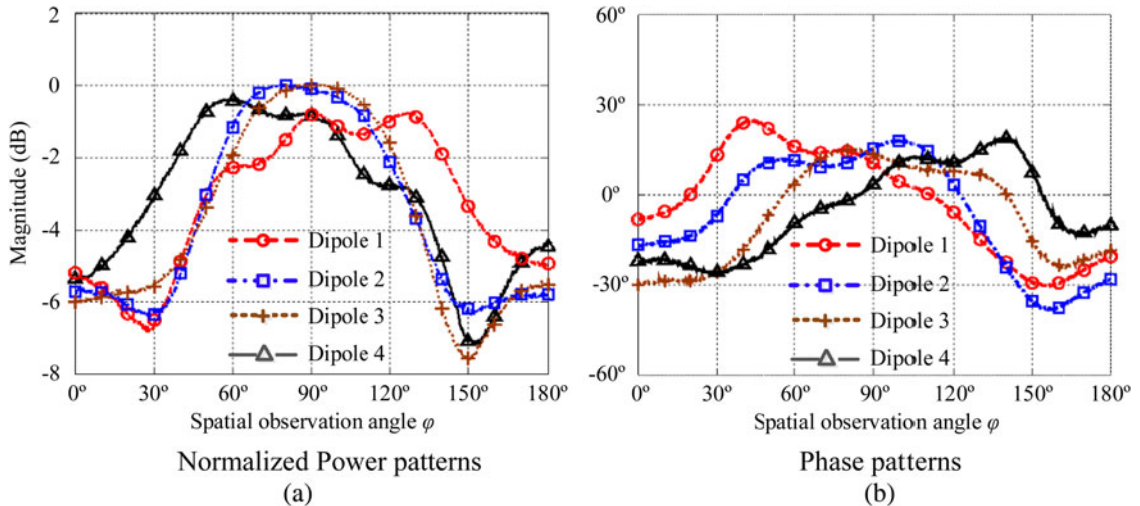 2
0
-2
-4
-6
-8
Magnitude (dB)
Dipole 1
Dipole 2
Dipole 3
Dipole 4
0º 30º 60º 90º 120º 150º 180º
Spatial observation angle φ
Normalized Power patterns
(a)
60º
30º
0º
-30º
-60º
Dipole 1
Dipole 2
Dipole 3
Dipole 4
0º 30º 60º 90º 120º 150º 180º
Spatial observation angle φ
Phase patterns
(b)